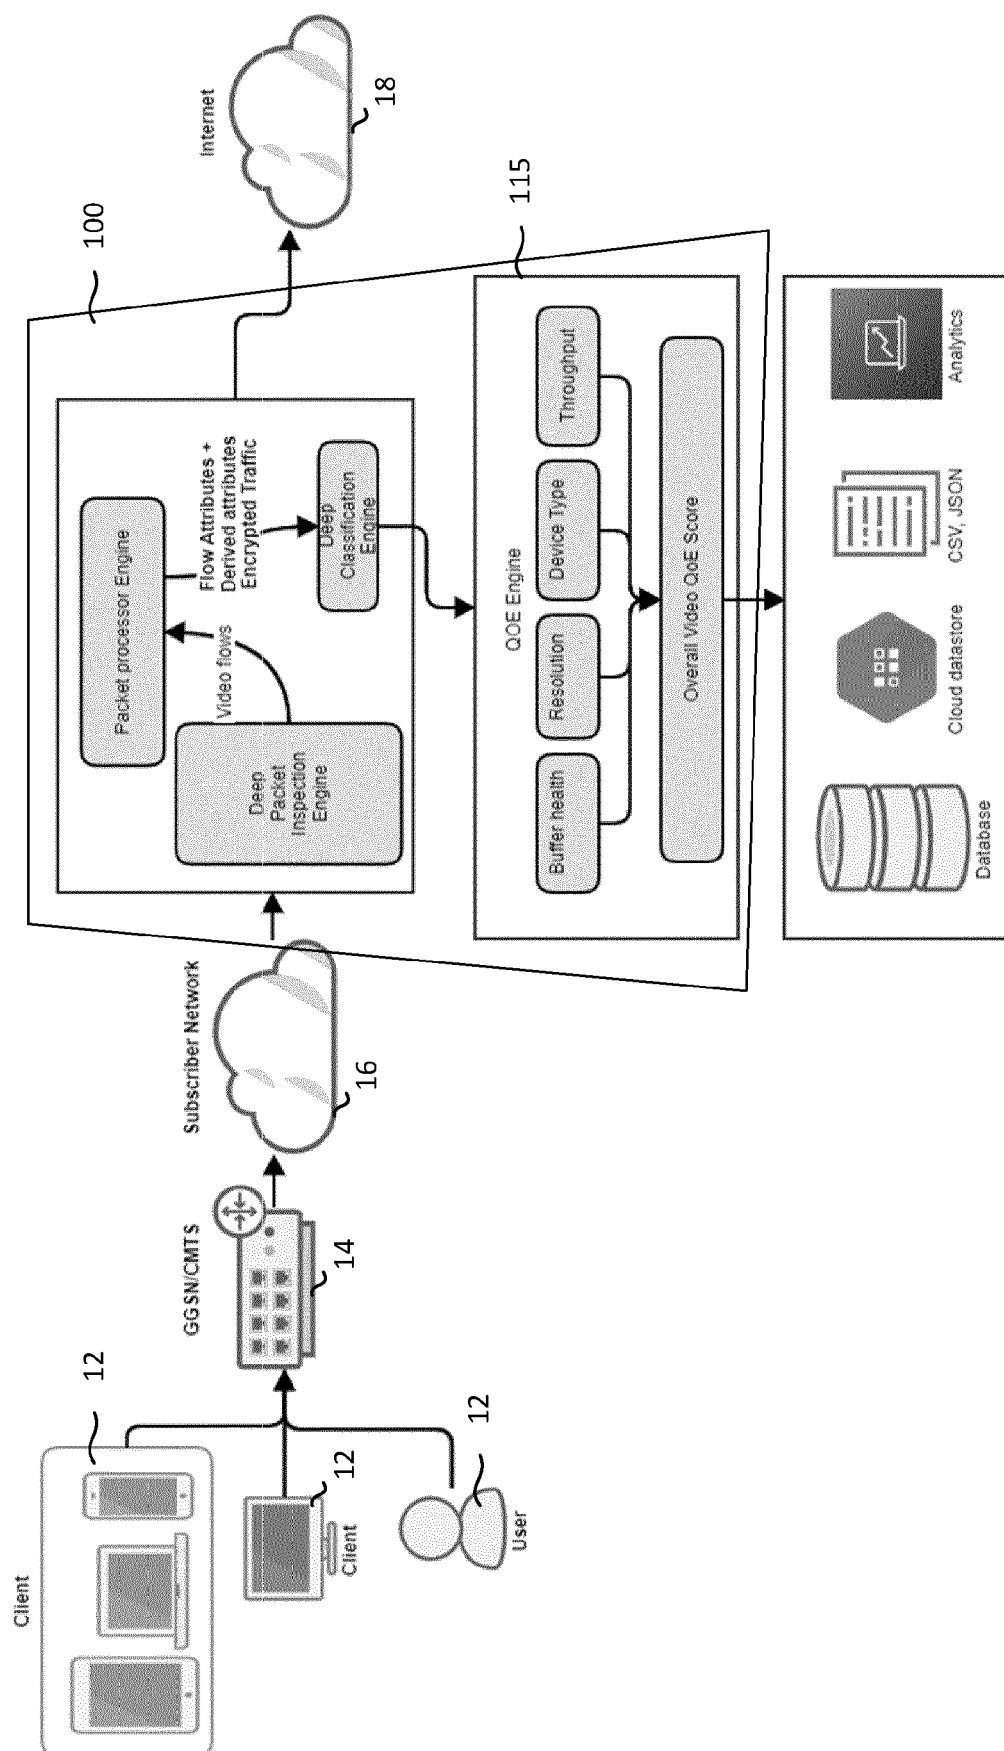 Client
12
12
Client
12
User
GGSN/CMTS
14
Subscriber Network
16
100
Deep
Packet
Inspection
Engine
Video flows
Packet processor Engine
Flow Attributes +
Derived attributes
Encrypted Traffic
Deep
Classification
Engine
Internet
18
115
QOE Engine
Buffer health
Resolution
Device Type
Throughput
Overall Video QoE Score
Database
Cloud datastore
CSV, JSON
Analytics